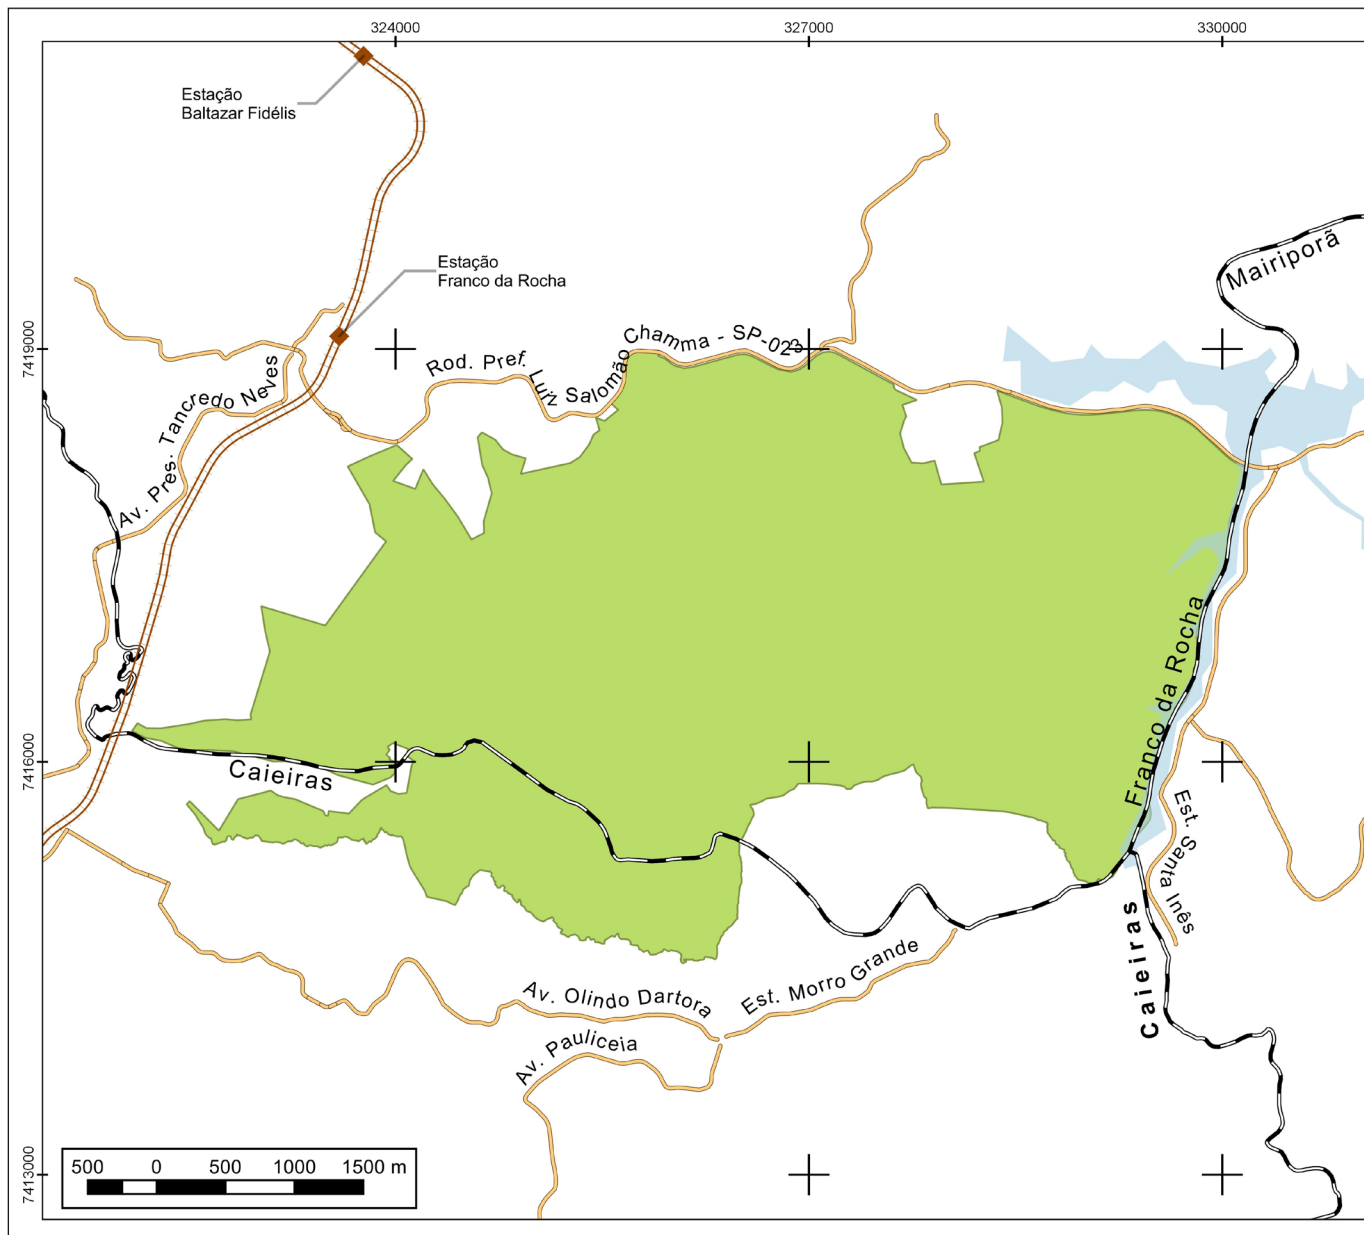 324000
327000
330000
Estação
Baltazar Fidélis
Mairiporã
Estação
Franco da Rocha
7419000
Rod. Pref. Luiz Salomão Chamma - SP-023
Av. Pres. Tancredo Neves
Franco da Rocha
7416000
Caieiras
Est. Santa Inês
Caieiras
Est. Morro Grande
Av. Olindo Dartora
Av. Pauliceia
7413000
500 0 500 1000 1500 m